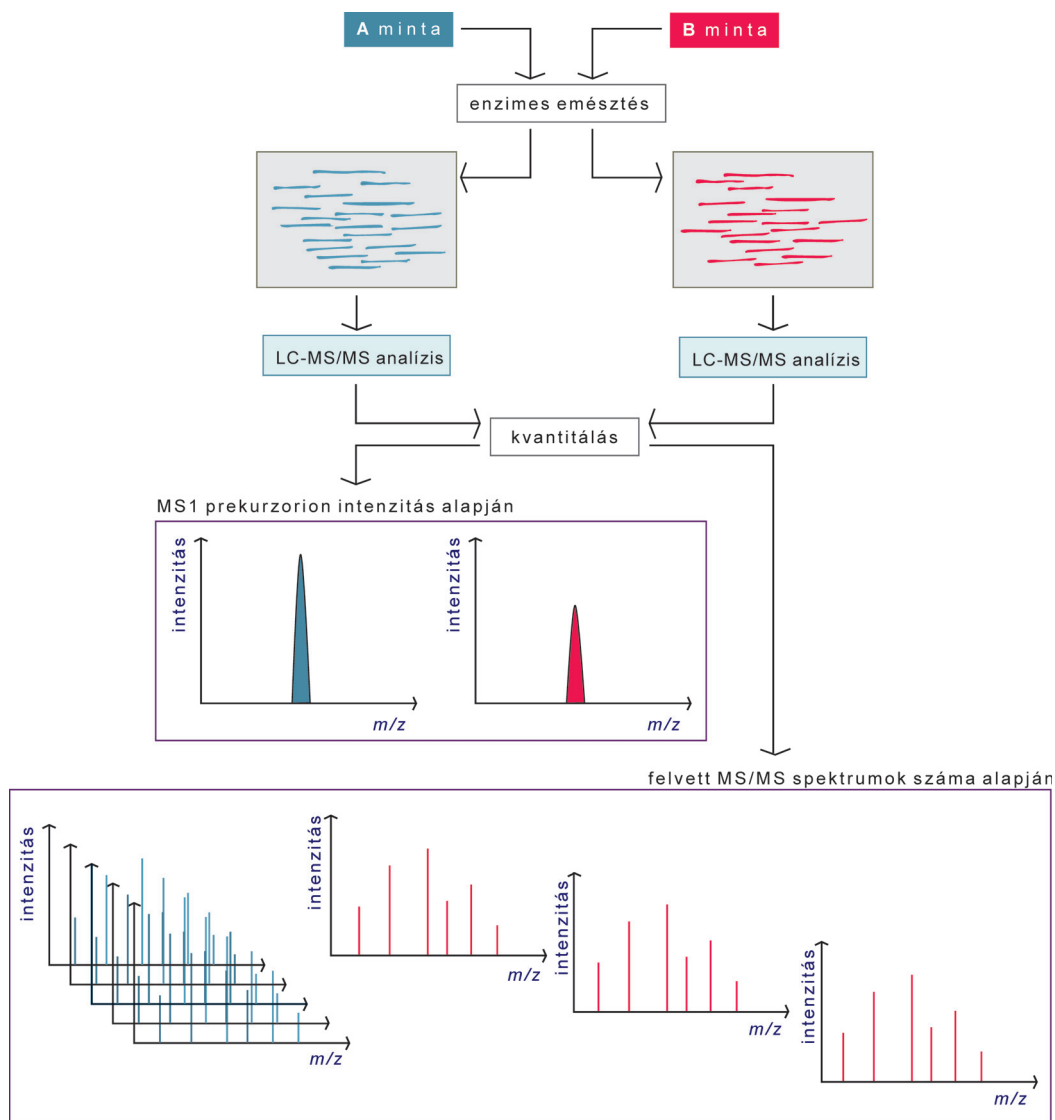 A minta
B minta
enzimes emésztés
LC-MS/MS analízis
LC-MS/MS analízis
kvantitálás
MS1 prekurzorion intenzitás alapján
intenzitás
m/z
intenzitás
m/z
felvett MS/MS spektrumok száma alapján
intenzitás
m/z
intenzitás
m/z
intenzitás
m/z
intenzitás
m/z